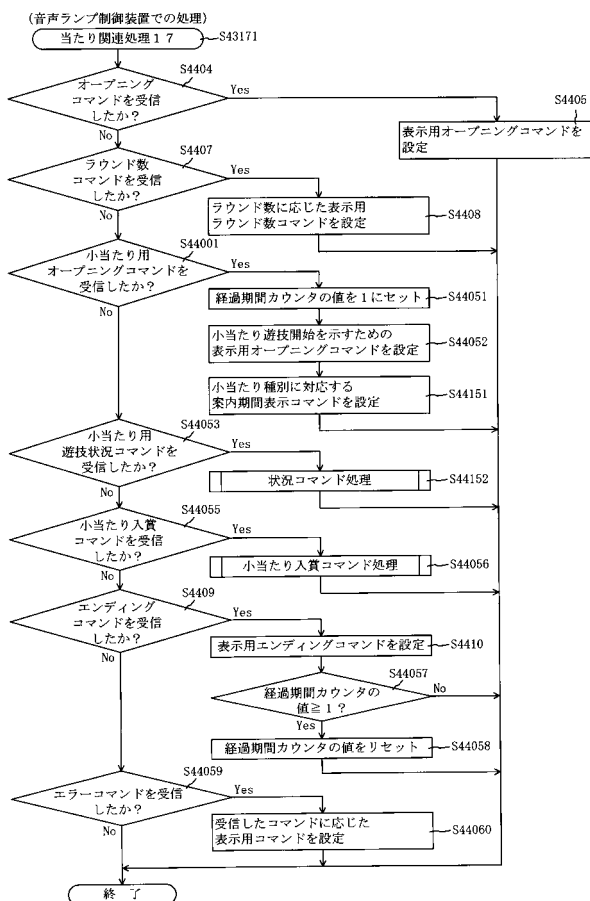 (音声ランプ制御装置での処理)
当たり関連処理17
S43171
S4404
オープニング
コマンドを受信
したか?
Yes
No
S4405
表示用オープニングコマンドを
設定
S4407
ラウンド数
コマンドを受信
したか?
Yes
No
ラウンド数に応じた表示用
ラウンド数コマンドを設定
S4408
S44001
小当たり用
オープニングコマンドを
受信したか?
Yes
No
経過期間カウンタの値を1にセット
S44051
小当たり遊技開始を示すための
表示用オープニングコマンドを設定
S44052
小当たり種別に対応する
案内期間表示コマンドを設定
S44151
S44053
小当たり用
遊技状況コマンドを
受信したか?
Yes
No
状況コマンド処理
S44152
S44055
小当たり入賞
コマンドを受信
したか?
Yes
No
小当たり入賞コマンド処理
S44056
S4409
エンディング
コマンドを受信
したか?
Yes
No
表示用エンディングコマンドを設定
S4410
S44057
経過期間カウンタの
値≧1?
No
Yes
経過期間カウンタの値をリセット
S44058
S44059
エラーコマンドを受信
したか?
Yes
No
受信したコマンドに応じた
表示用コマンドを設定
S44060
終 了